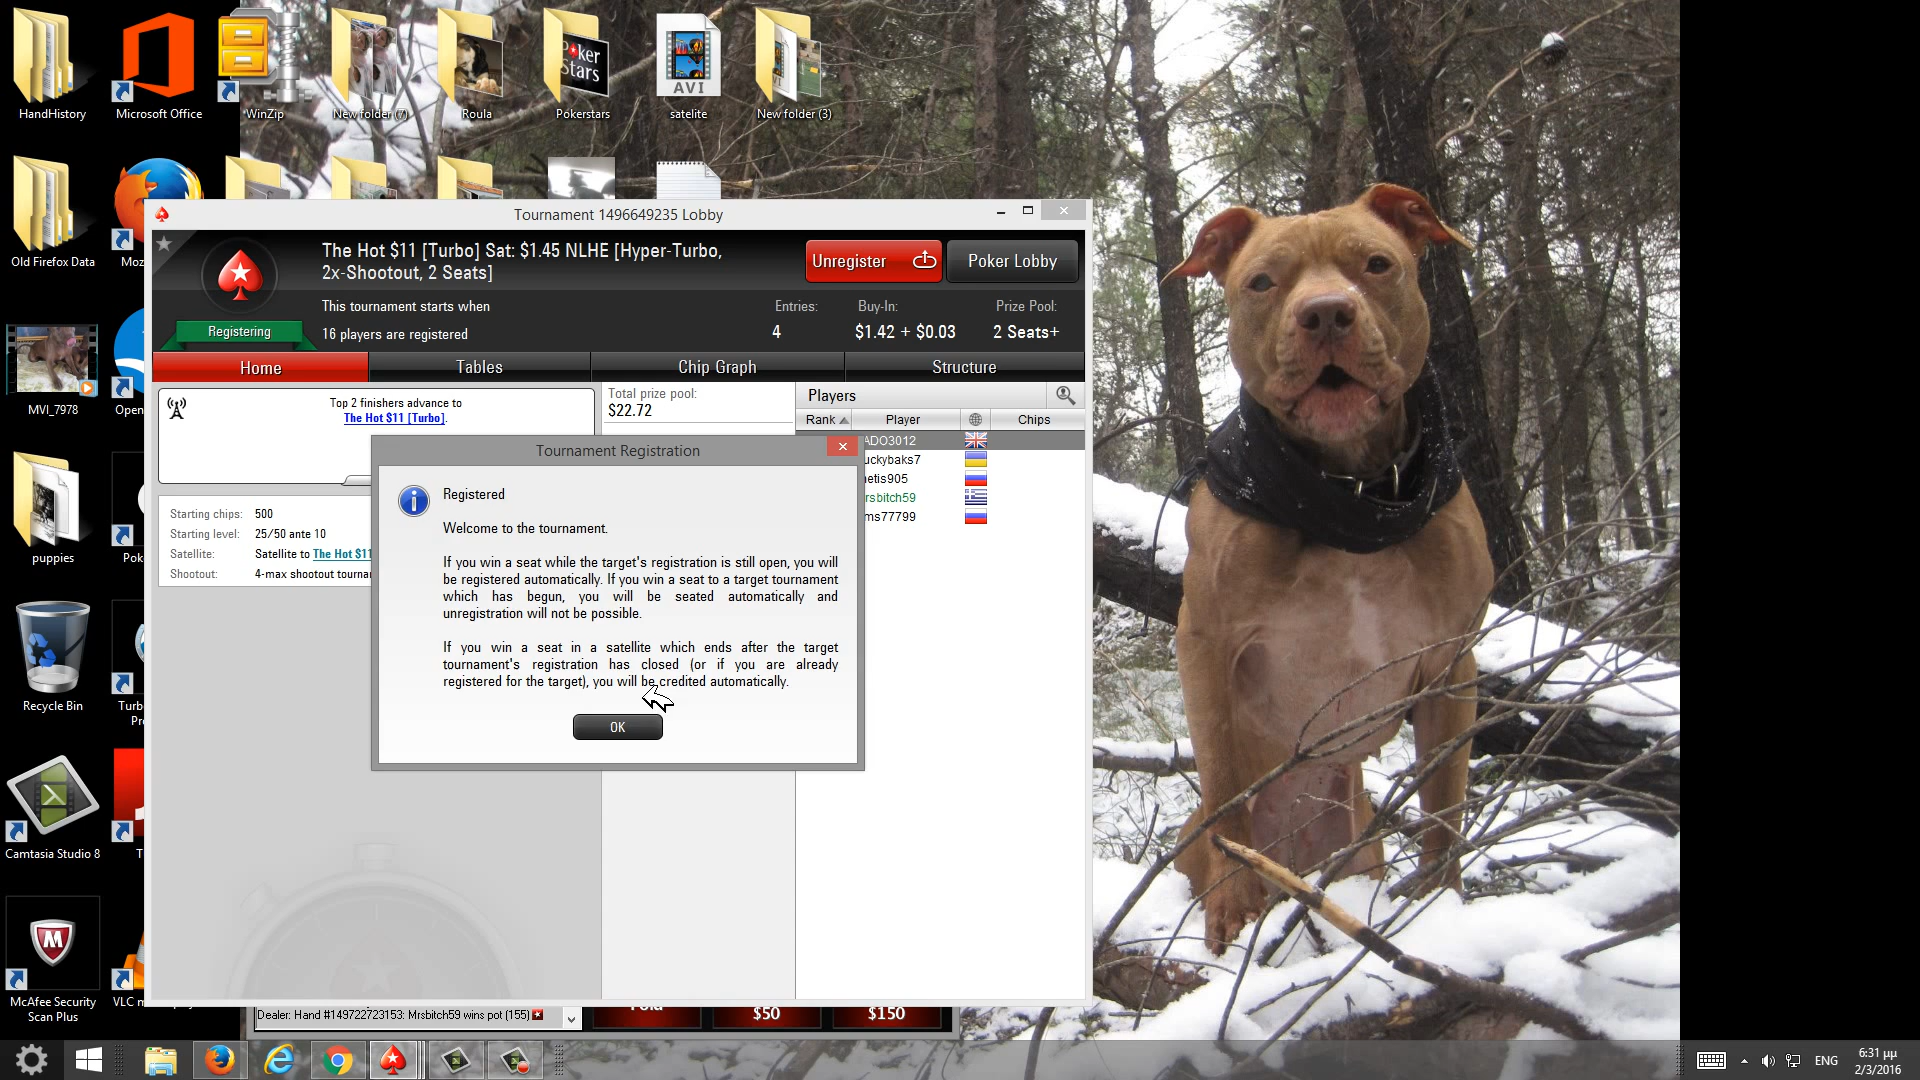 HandHistory
Microsoft Office
WinZip
New folder (7)
Roula
Poker
Stars
Pokerstars
AVI
satelite
New folder (3)
Old Firefox Data
Moz
MVI_7978
Open
puppies
Pok
Recycle Bin
Turb
Pr
Camtasia Studio 8
T
McAfee Security
Scan Plus
VLC m
Tournament 1496649235 Lobby
The Hot $11 [Turbo] Sat: $1.45 NLHE [Hyper-Turbo,
2x-Shootout, 2 Seats]
Unregister
Poker Lobby
This tournament starts when
16 players are registered
Entries:
4
Buy-In:
$1.42 + $0.03
Prize Pool:
2 Seats+
Registering
Home
Tables
Chip Graph
Structure
Top 2 finishers advance to
The Hot $11 [Turbo].
Total prize pool:
$22.72
Players
Rank
Player
Chips
ADO3012
uckybaks7
etis905
rsbitch59
ms77799
Starting chips: 500
Starting level: 25/50 ante 10
Satellite: Satellite to The Hot $11
Shootout: 4-max shootout tourna
Tournament Registration
Registered
Welcome to the tournament.
If you win a seat while the target's registration is still open, you will
be registered automatically. If you win a seat to a target tournament
which has begun, you will be seated automatically and
unregistration will not be possible.
If you win a seat in a satellite which ends after the target
tournament's registration has closed (or if you are already
registered for the target), you will be credited automatically.
OK
Dealer: Hand #149722723153: Mrsbitch59 wins pot (155)
$50
$150
ENG
6:31 μμ
2/3/2016